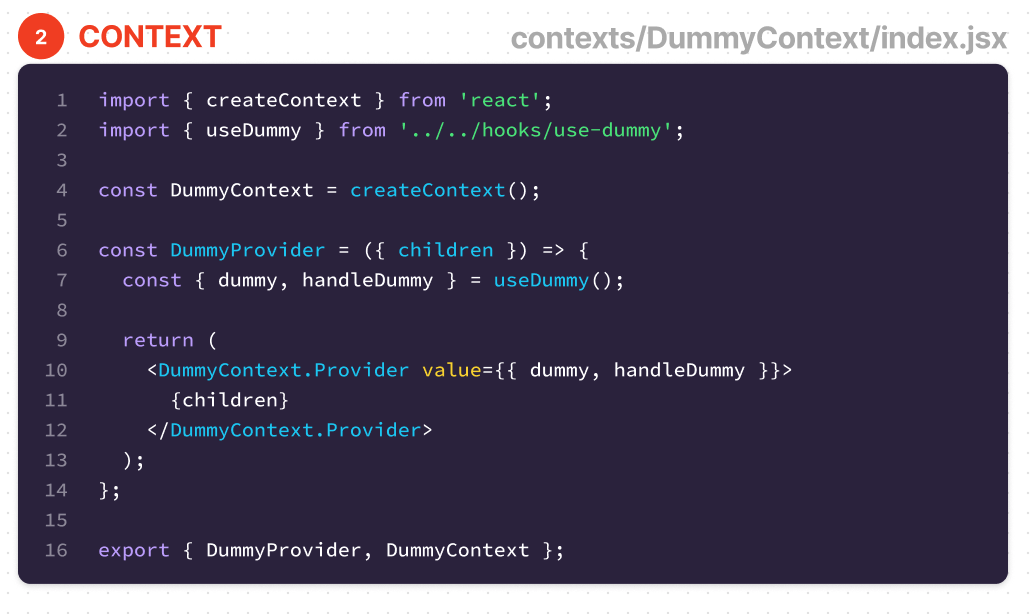 2 CONTEXT contexts/DummyContext/index.jsx
1 import { createContext } from 'react';
2 import { useDummy } from '../../hooks/use-dummy';
3
4 const DummyContext = createContext();
5
6 const DummyProvider = ({ children }) => {
7   const { dummy, handleDummy } = useDummy();
8
9   return (
10     <DummyContext.Provider value={{ dummy, handleDummy }}>
11       {children}
12     </DummyContext.Provider>
13   );
14 };
15
16 export { DummyProvider, DummyContext };